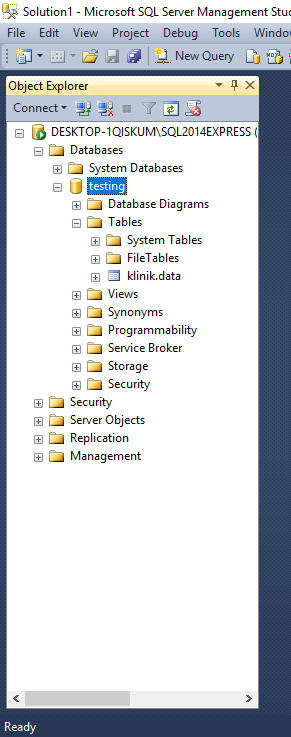 Solution1 - Microsoft SQL Server Management Stud
File Edit View Project Debug Tools Window
New Query
Object Explorer
Connect
DESKTOP-1QISKUM\SQL2014EXPRESS (
Databases
System Databases
testing
Database Diagrams
Tables
System Tables
FileTables
klinik.data
Views
Synonyms
Programmability
Service Broker
Storage
Security
Security
Server Objects
Replication
Management
Ready